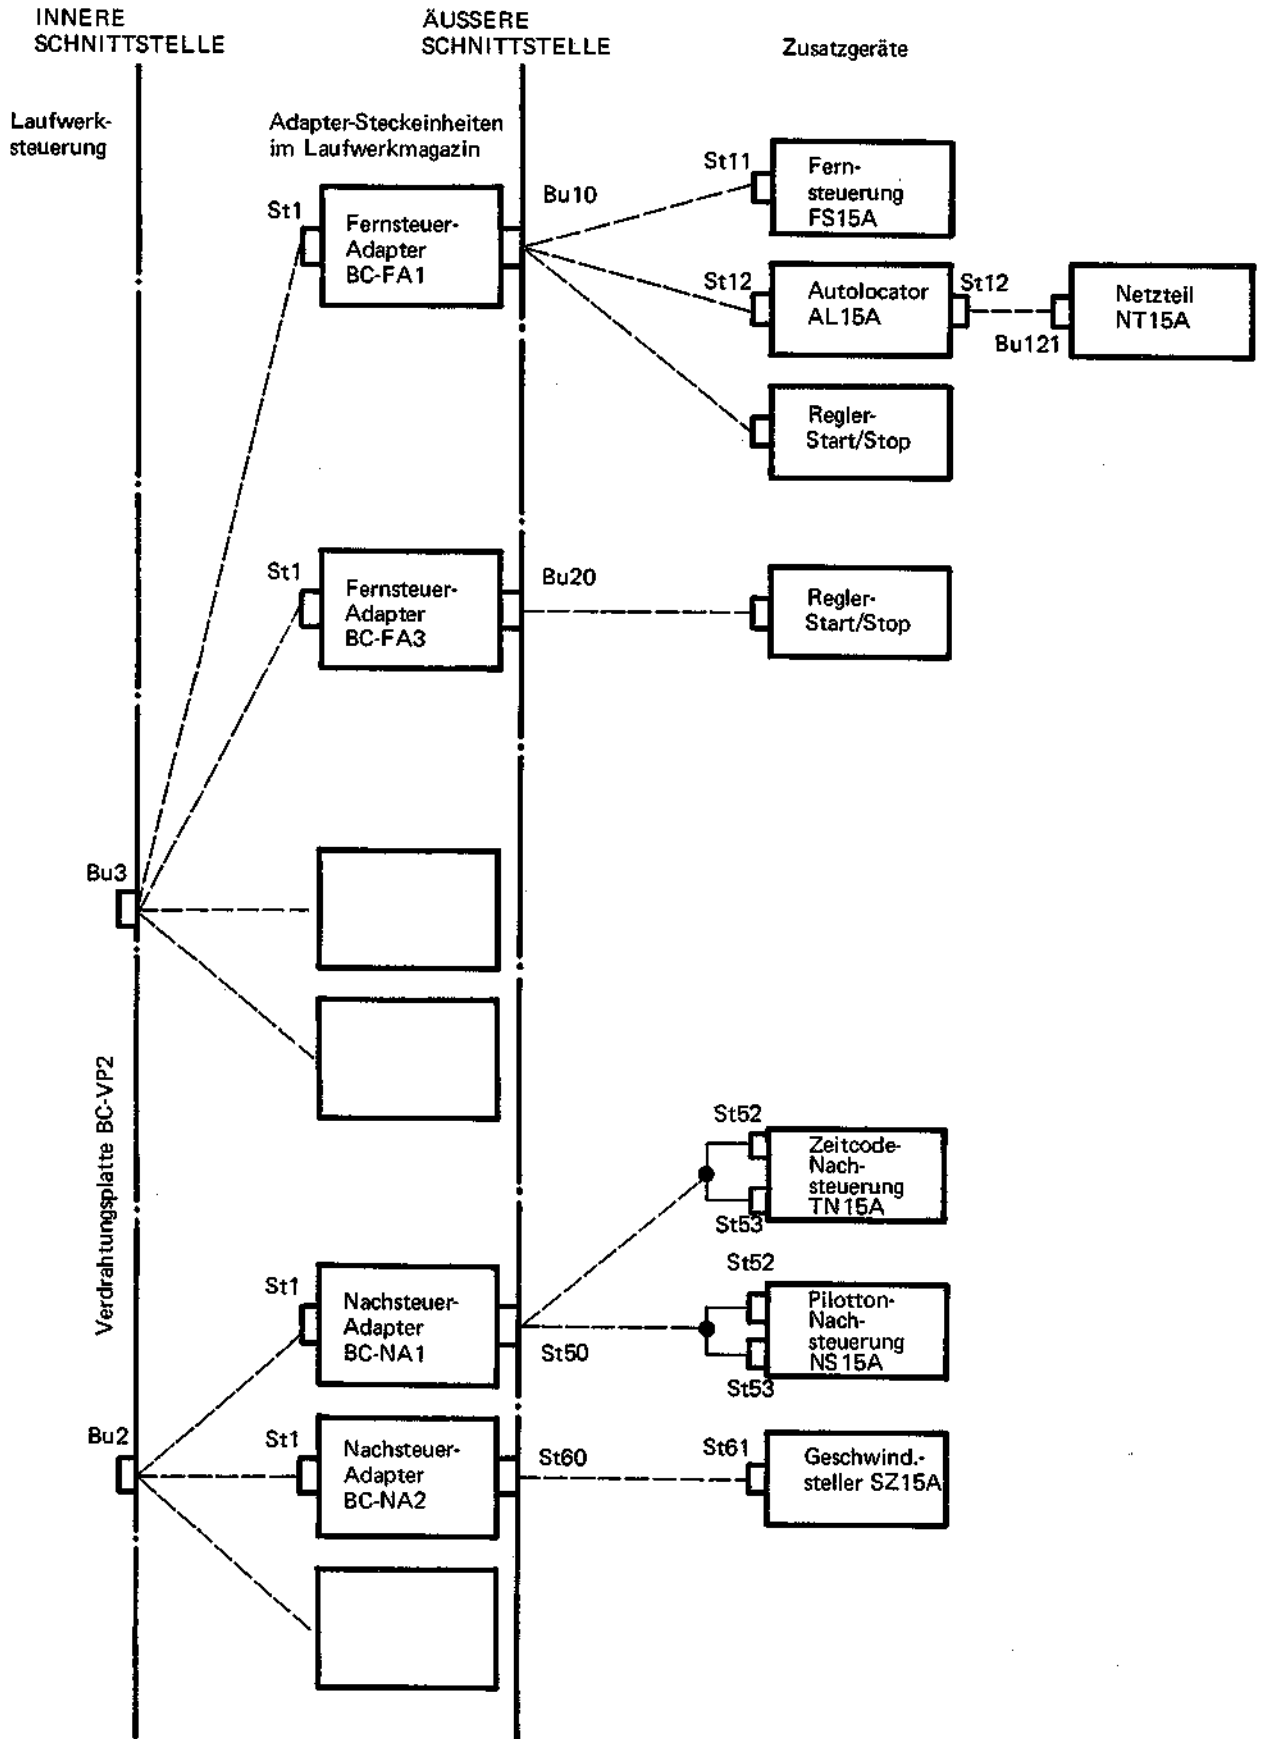 INNERE
SCHNITTSTELLE
ÄUSSERE
SCHNITTSTELLE
Zusatzgeräte
Laufwerk-
steuerung
Adapter-Steckeinheiten
im Laufwerkmagazin
St1
Fernsteuer-
Adapter
BC-FA1
Bu10
St11
Fern-
steuerung
FS15A
St12
Autolocator
AL15A
St12
Bu121
Netzteil
NT15A
Regler-
Start/Stop
St1
Fernsteuer-
Adapter
BC-FA3
Bu20
Regler-
Start/Stop
Bu3
Verdrahtungsplatte BC-VP2
St52
Zeitcode-
Nach-
steuerung
TN15A
St53
St1
Nachsteuer-
Adapter
BC-NA1
St50
St52
Pilotton-
Nach-
steuerung
NS15A
St53
Bu2
St1
Nachsteuer-
Adapter
BC-NA2
St60
St61
Geschwind.-
steller SZ15A